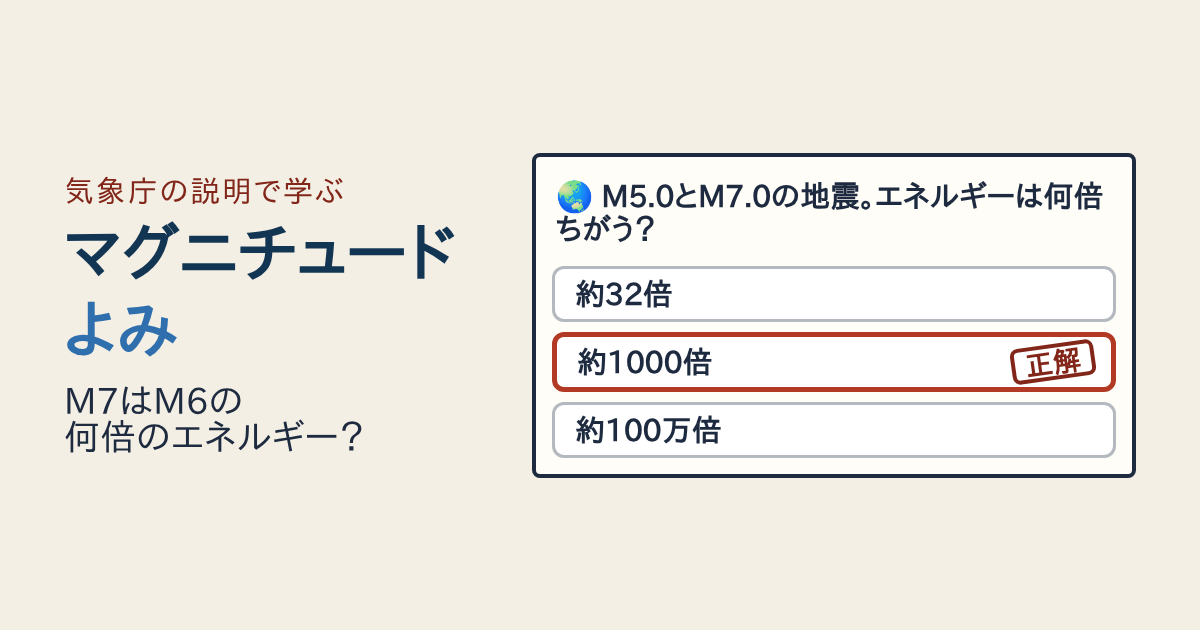 気象庁の説明で学ぶ
マグニチュード
よみ
M7はM6の
何倍のエネルギー?
🌏 M5.0とM7.0の地震。エネルギーは何倍
ちがう?
約32倍
約1000倍 正解
約100万倍